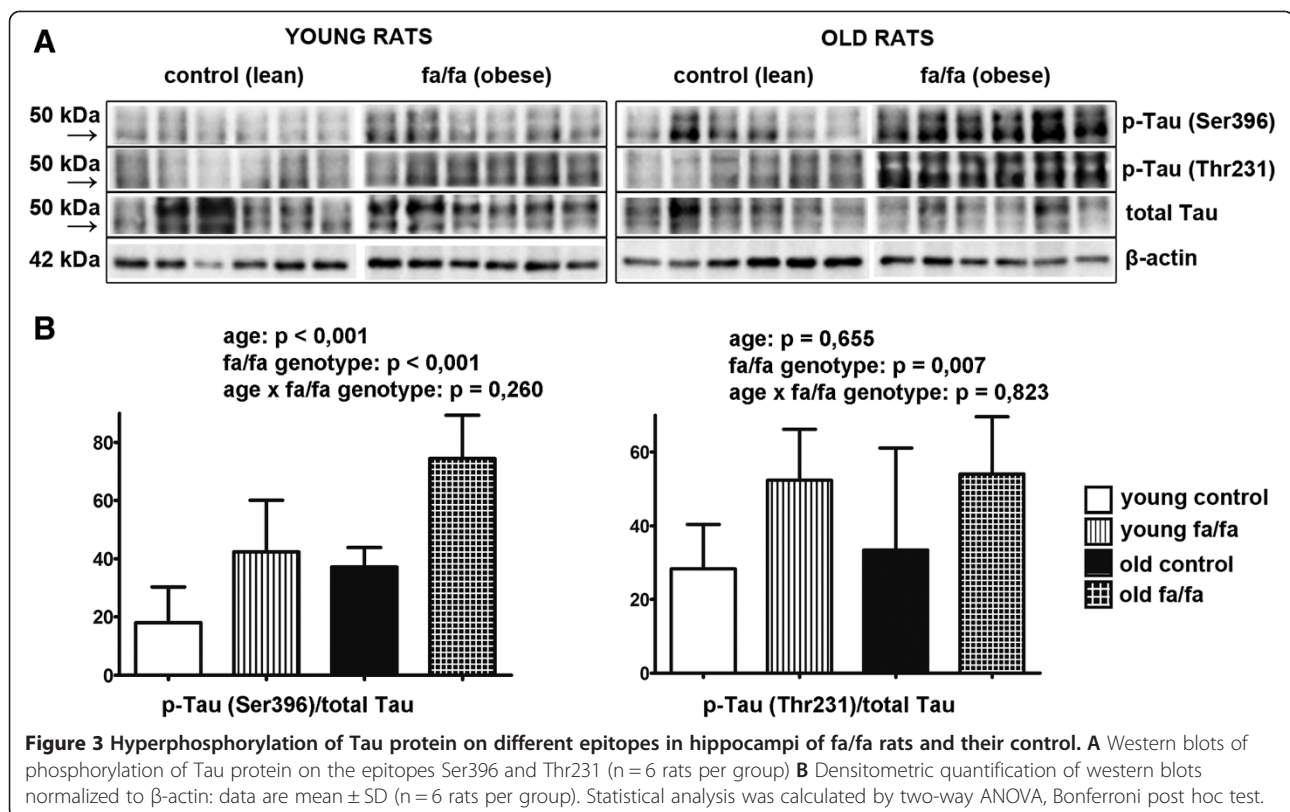 A
YOUNG RATS
OLD RATS
control (lean)
fa/fa (obese)
control (lean)
fa/fa (obese)
50 kDa
→
p-Tau (Ser396)
50 kDa
→
p-Tau (Thr231)
50 kDa
→
total Tau
42 kDa
β-actin
B
age: p < 0,001
fa/fa genotype: p < 0,001
age x fa/fa genotype: p = 0,260
80
60
40
20
0
p-Tau (Ser396)/total Tau
age: p = 0,655
fa/fa genotype: p = 0,007
age x fa/fa genotype: p = 0,823
60
40
20
0
p-Tau (Thr231)/total Tau
young control
young fa/fa
old control
old fa/fa
Figure 3 Hyperphosphorylation of Tau protein on different epitopes in hippocampi of fa/fa rats and their control. A Western blots of
phosphorylation of Tau protein on the epitopes Ser396 and Thr231 (n = 6 rats per group) B Densitometric quantification of western blots
normalized to β-actin: data are mean ± SD (n = 6 rats per group). Statistical analysis was calculated by two-way ANOVA, Bonferroni post hoc test.